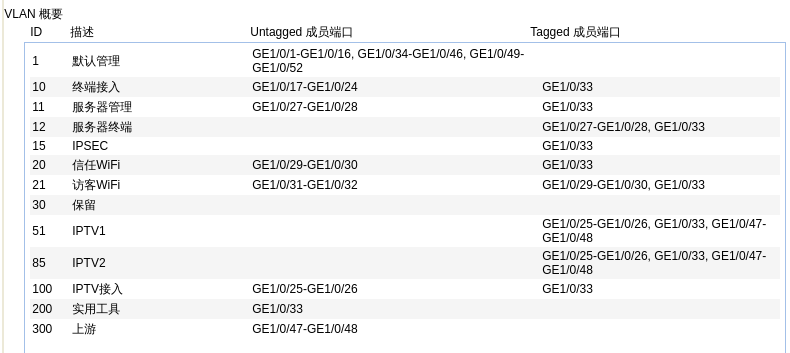 VLAN 概要
ID 描述 Untagged 成员端口 Tagged 成员端口
1 默认管理 GE1/0/1-GE1/0/16, GE1/0/34-GE1/0/46, GE1/0/49-
GE1/0/52
10 终端接入 GE1/0/17-GE1/0/24 GE1/0/33
11 服务器管理 GE1/0/27-GE1/0/28 GE1/0/33
12 服务器终端 GE1/0/27-GE1/0/28, GE1/0/33
15 IPSEC GE1/0/33
20 信任WiFi GE1/0/29-GE1/0/30 GE1/0/33
21 访客WiFi GE1/0/31-GE1/0/32 GE1/0/29-GE1/0/30, GE1/0/33
30 保留
51 IPTV1 GE1/0/25-GE1/0/26, GE1/0/33, GE1/0/47-
GE1/0/48
85 IPTV2 GE1/0/25-GE1/0/26, GE1/0/33, GE1/0/47-
GE1/0/48
100 IPTV接入 GE1/0/25-GE1/0/26 GE1/0/33
200 实用工具 GE1/0/33
300 上游 GE1/0/47-GE1/0/48